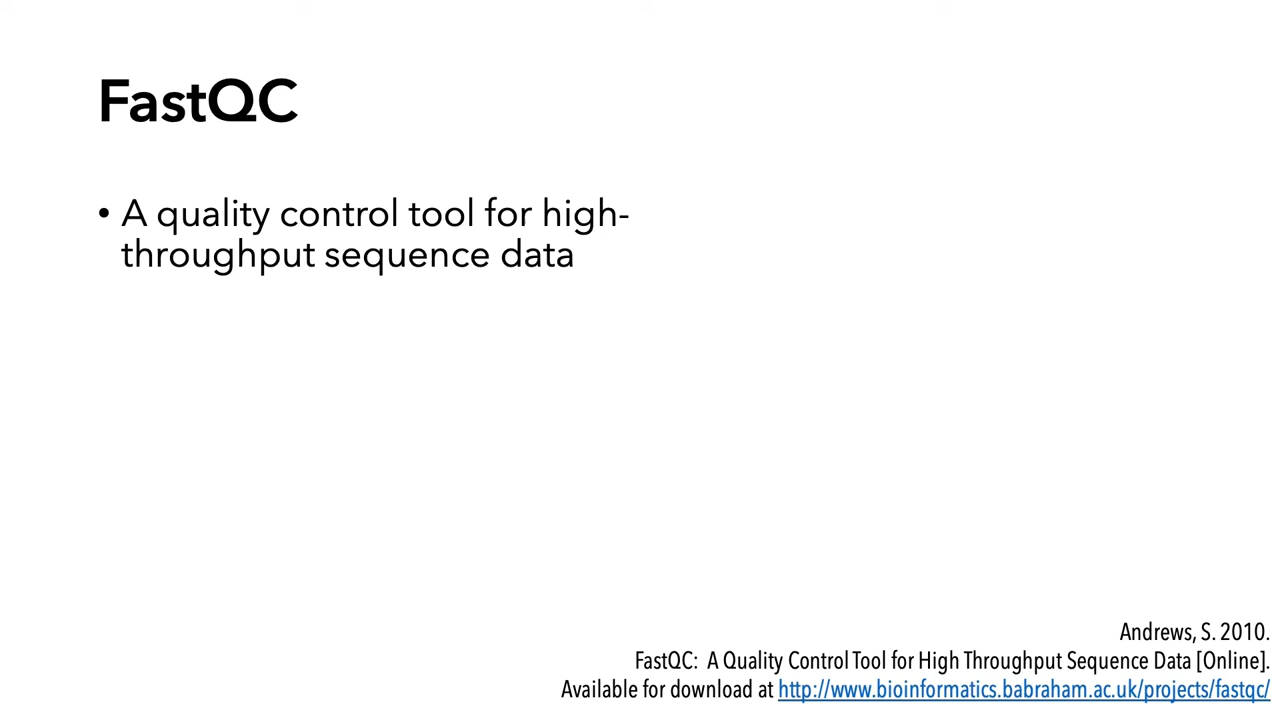 FastQC
• A quality control tool for high-
throughput sequence data
Andrews, S. 2010.
FastQC:  A Quality Control Tool for High Throughput Sequence Data [Online].
Available for download at http://www.bioinformatics.babraham.ac.uk/projects/fastqc/